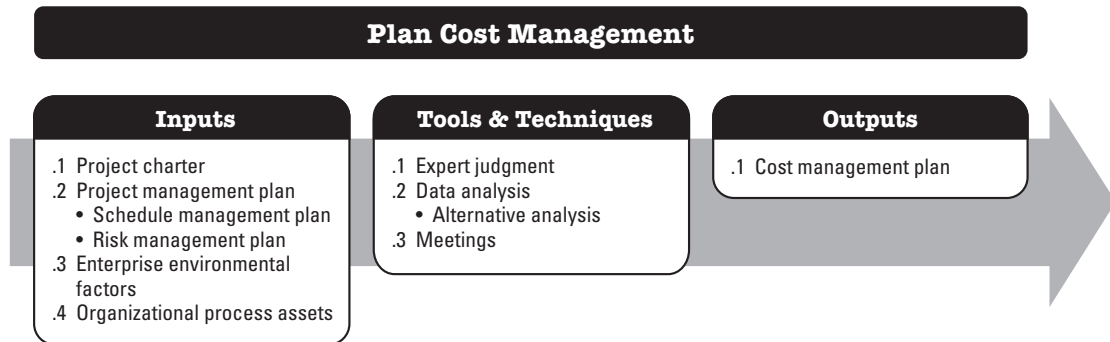 Plan Cost Management
Inputs
.1 Project charter
.2 Project management plan
• Schedule management plan
• Risk management plan
.3 Enterprise environmental
factors
.4 Organizational process assets
Tools & Techniques
.1 Expert judgment
.2 Data analysis
• Alternative analysis
.3 Meetings
Outputs
.1 Cost management plan